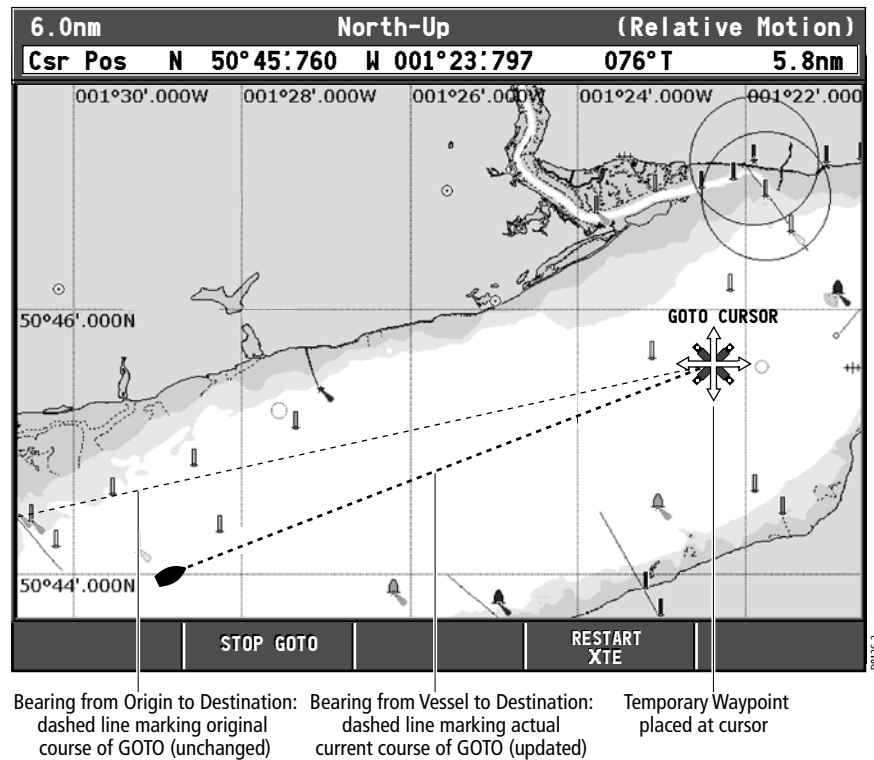 6.0nm North-Up (Relative Motion)
Csr Pos N 50°45'.760 W 001°23'.797 076°T 5.8nm
001°30'.000W 001°28'.000W 001°26'.000W 001°24'.000W 001°22'.000
50°46'.000N
GOTO CURSOR
50°44'.000N
STOP GOTO RESTART
XTE
Bearing from Origin to Destination:
dashed line marking original
course of GOTO (unchanged)
Bearing from Vessel to Destination:
dashed line marking actual
current course of GOTO (updated)
Temporary Waypoint
placed at cursor